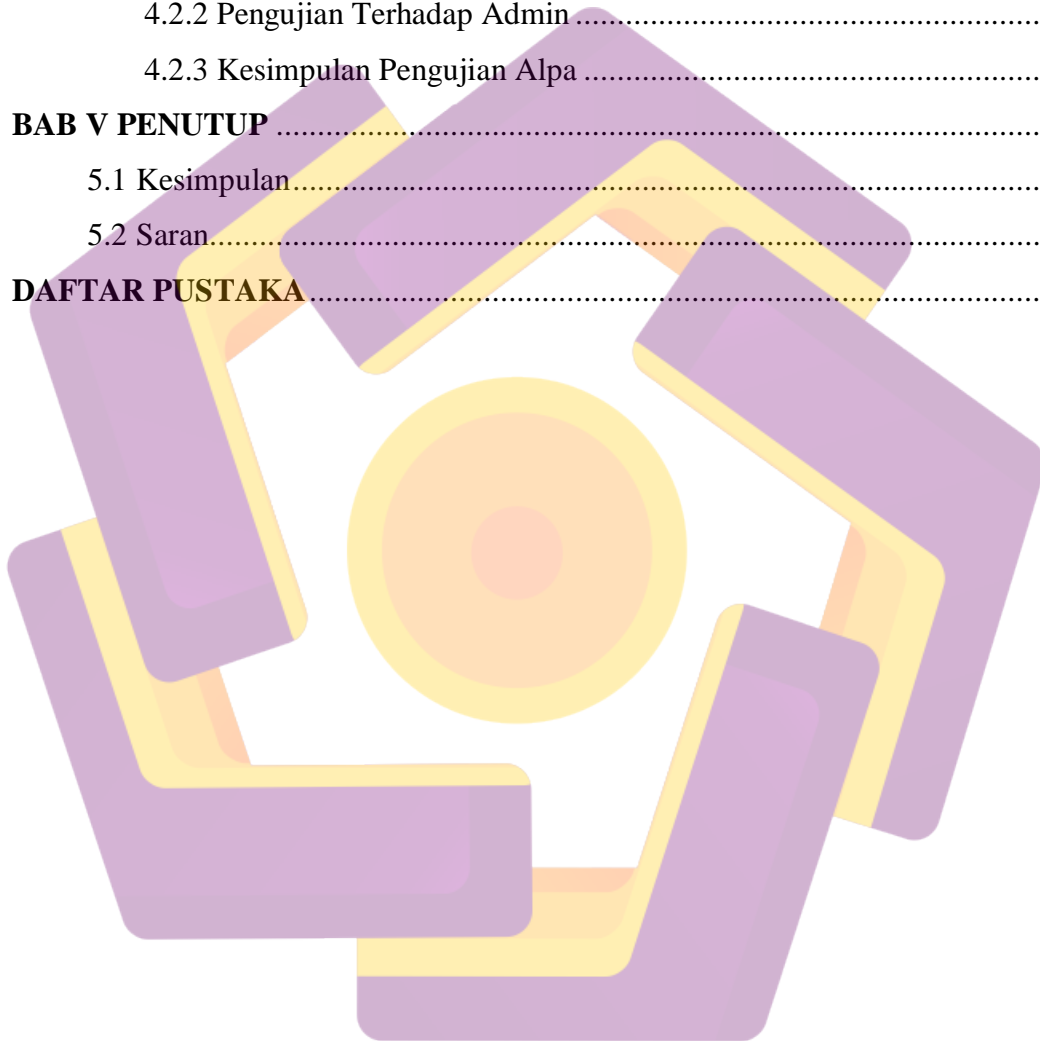 4.2.2 Pengujian Terhadap Admin ................................................................
4.2.3 Kesimpulan Pengujian Alpa ................................................................
BAB V PENUTUP ................................................................
5.1 Kesimpulan................................................................
5.2 Saran................................................................
DAFTAR PUSTAKA ................................................................